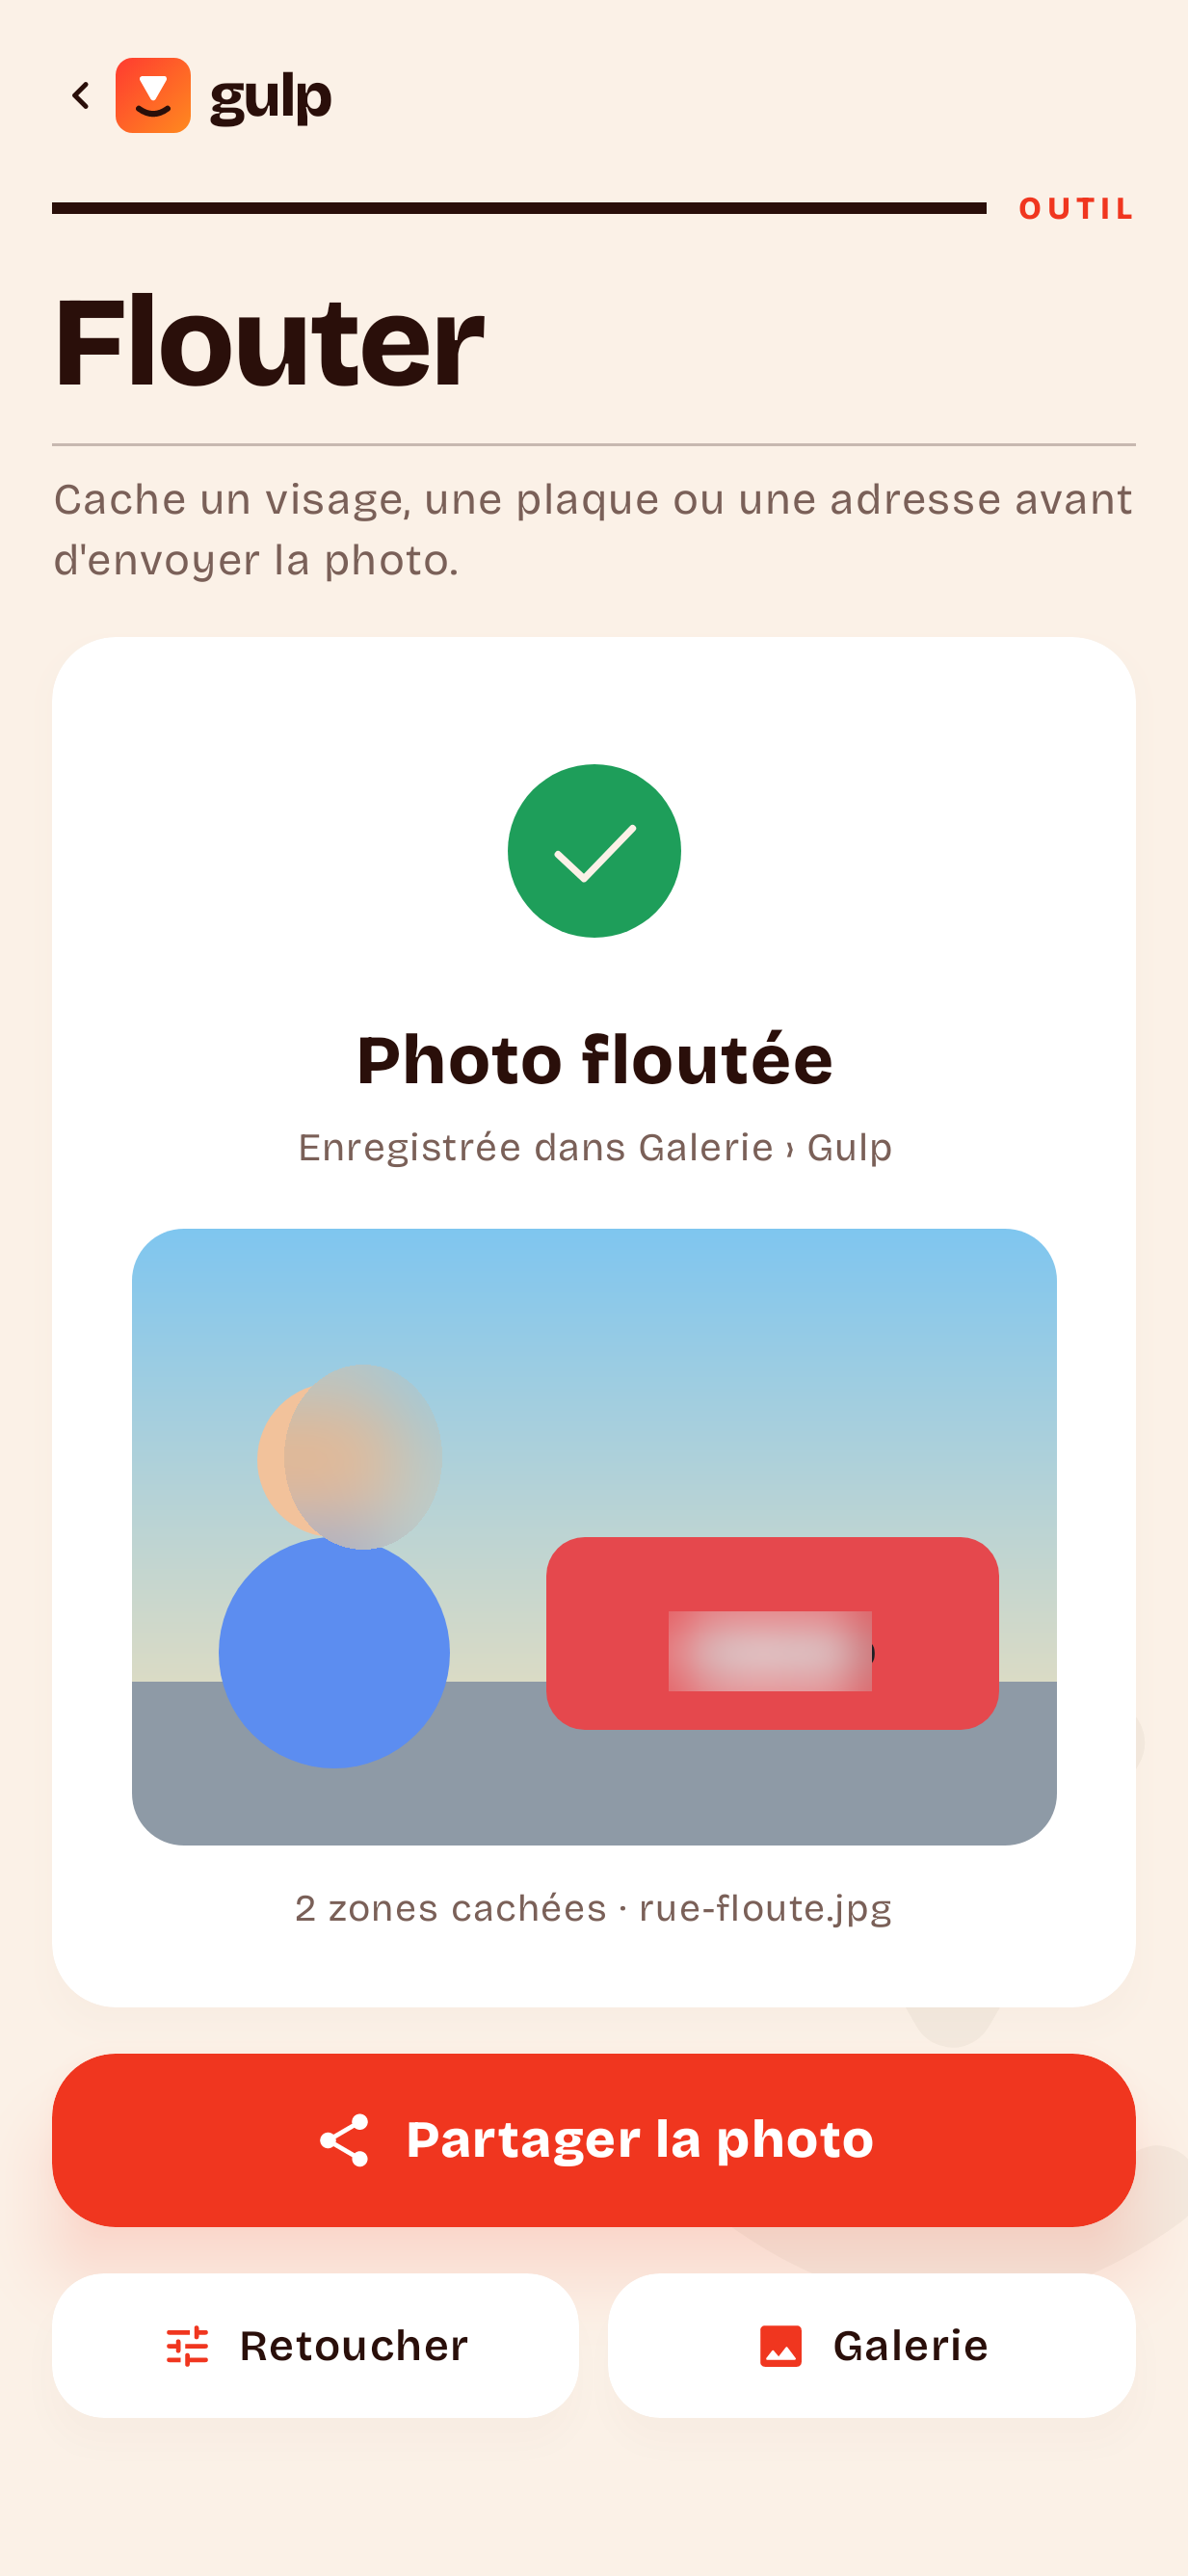 gulp
OUTIL
Flouter
Cache un visage, une plaque ou une adresse avant
d'envoyer la photo.
Photo floutée
Enregistrée dans Galerie › Gulp
2 zones cachées · rue-floute.jpg
Partager la photo
Retoucher
Galerie